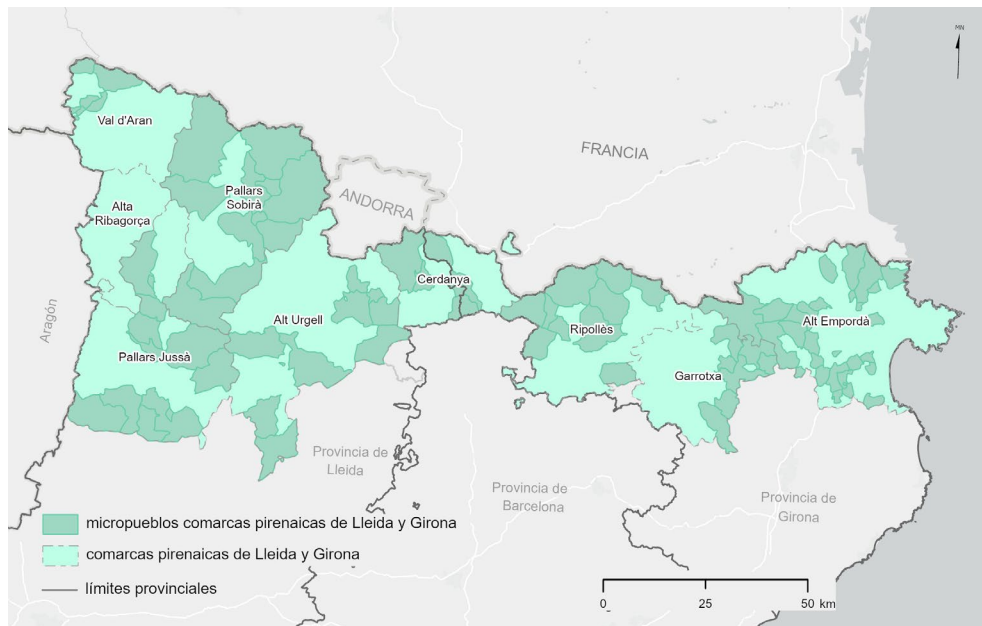 MN
FRANCIA
Val d'Aran
Pallars
Sobirà
ANDORRA
Alta
Ribagorça
Cerdanya
Aragón
Alt Urgell
Ripollès
Alt Empordà
Pallars Jussà
Garrotxa
Provincia de
Lleida
Provincia de
Barcelona
Provincia de
Girona
micropueblos comarcas pirenaicas de Lleida y Girona
comarcas pirenaicas de Lleida y Girona
límites provinciales
0 25 50 km